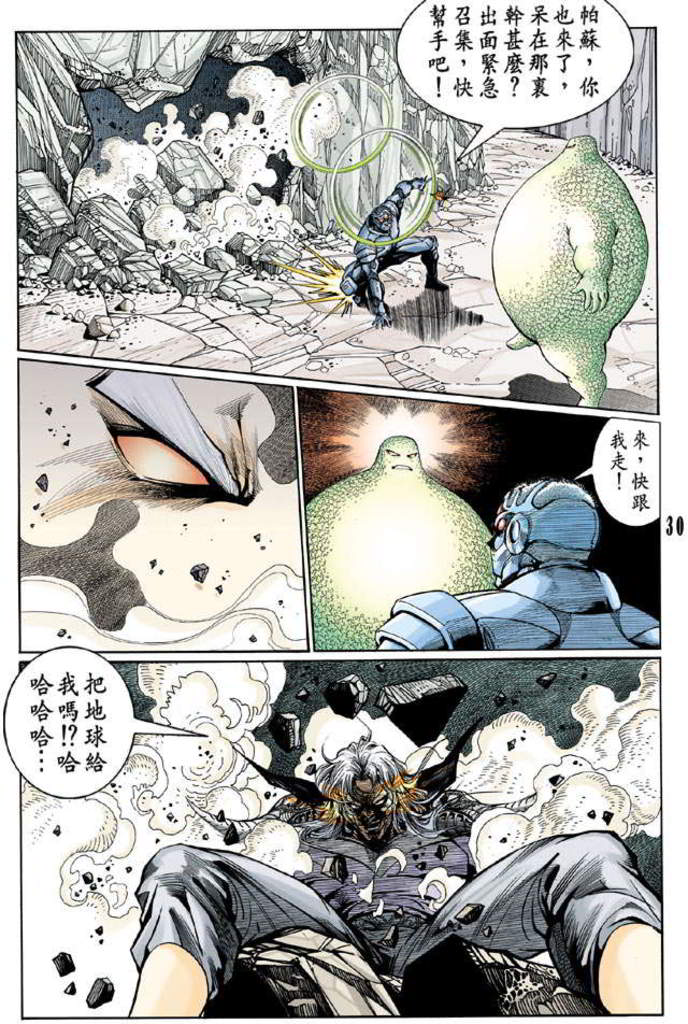 帕蘇，你
也來了，
呆在那裏
幹甚麼？
出面緊急
召集，快
幫手吧！
來，快跟
我走！
30
把地球給
我嗎!?哈
哈哈哈…